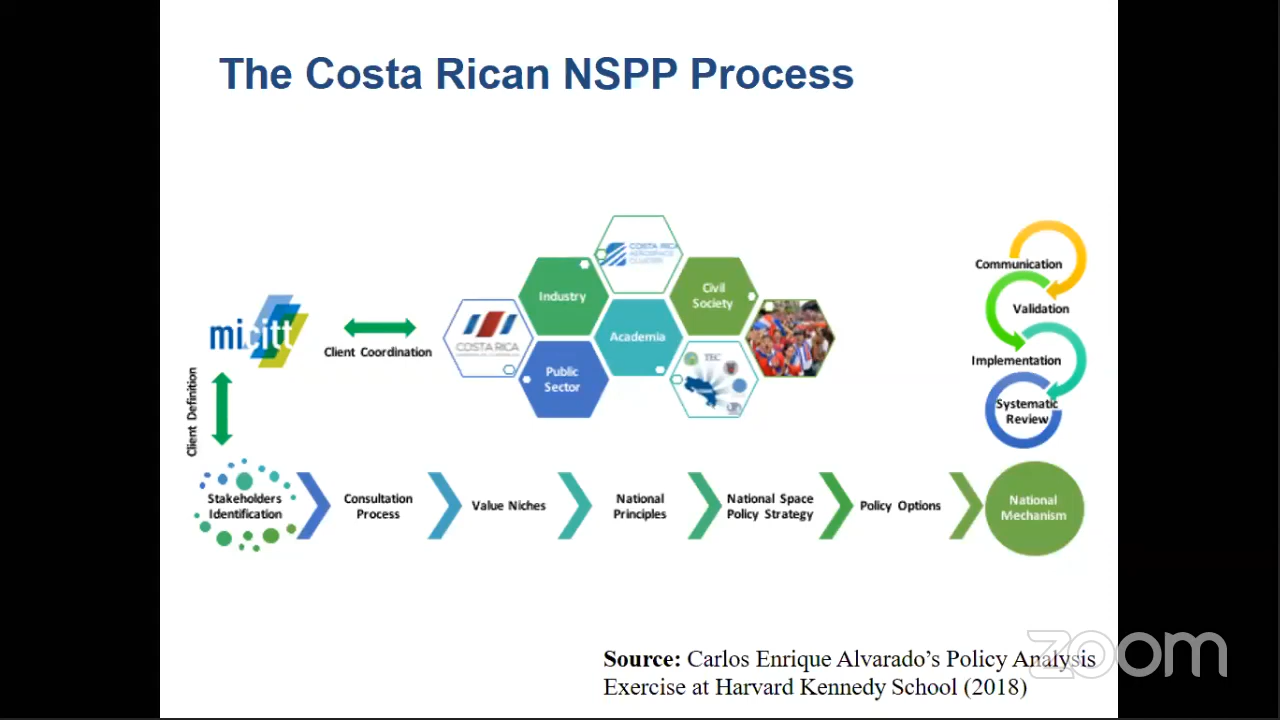 The Costa Rican NSPP Process
COSTA RICA
AEROSPACE
CLUSTER
Industry
Civil
Society
Academia
Public
Sector
COSTA RICA
TEC
micitt
Client Coordination
Client Definition
Communication
Validation
Implementation
Systematic
Review
Stakeholders
Identification
Consultation
Process
Value Niches
National
Principles
National Space
Policy Strategy
Policy Options
National
Mechanism
Source: Carlos Enrique Alvarado's Policy Analysis
Exercise at Harvard Kennedy School (2018)
zoom